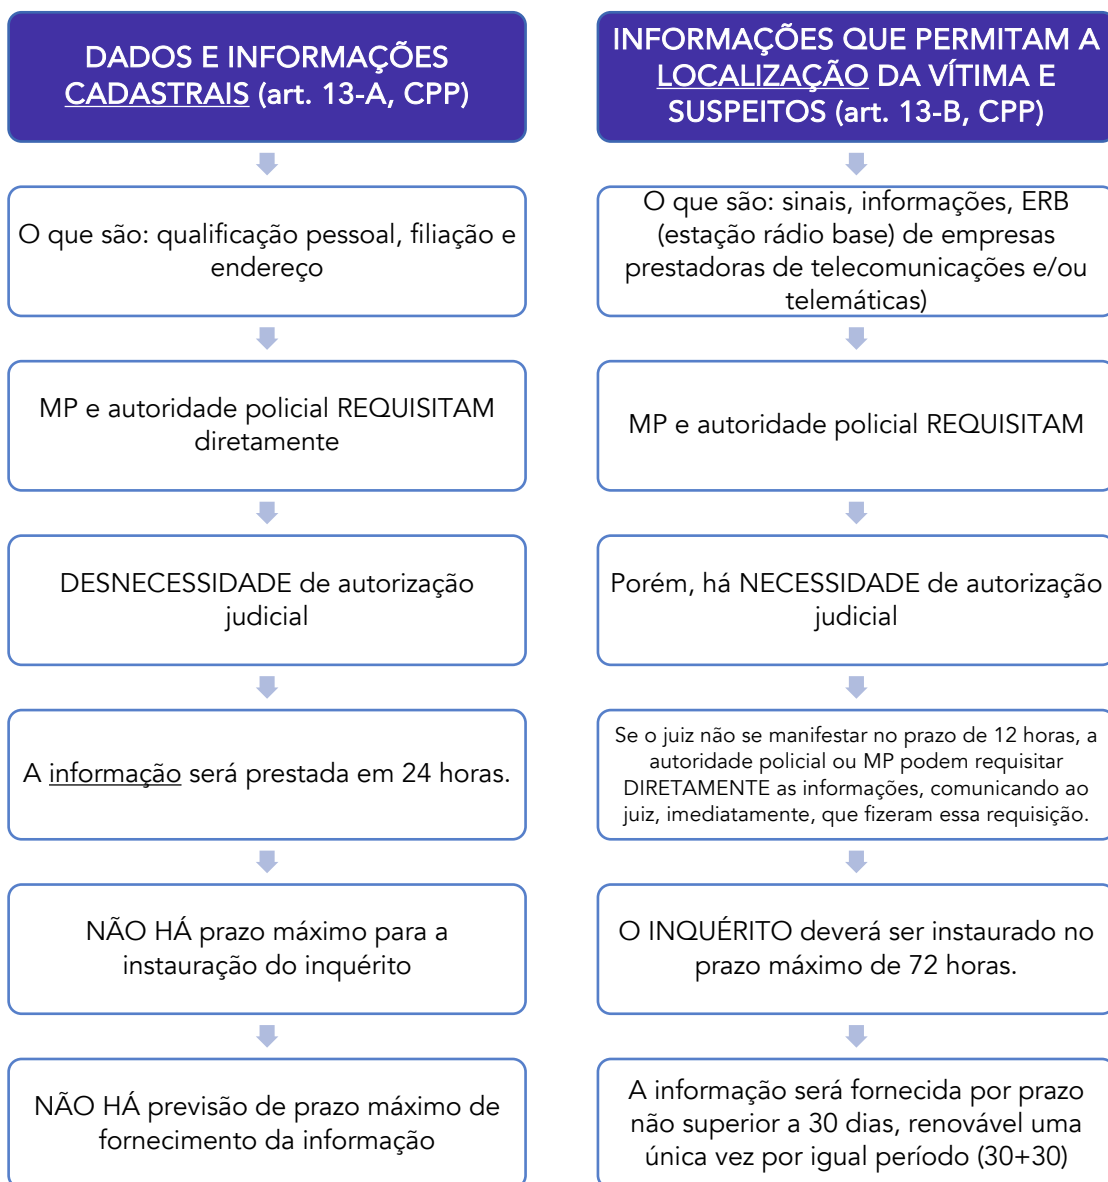 DADOS E INFORMAÇÕES
CADASTRAIS (art. 13-A, CPP)
O que são: qualificação pessoal, filiação e
endereço
MP e autoridade policial REQUISITAM
diretamente
DESNECESSIDADE de autorização
judicial
A informação será prestada em 24 horas.
NÃO HÁ prazo máximo para a
instauração do inquérito
NÃO HÁ previsão de prazo máximo de
fornecimento da informação
INFORMAÇÕES QUE PERMITAM A
LOCALIZAÇÃO DA VÍTIMA E
SUSPEITOS (art. 13-B, CPP)
O que são: sinais, informações, ERB
(estação rádio base) de empresas
prestadoras de telecomunicações e/ou
telemáticas)
MP e autoridade policial REQUISITAM
Porém, há NECESSIDADE de autorização
judicial
Se o juiz não se manifestar no prazo de 12 horas, a
autoridade policial ou MP podem requisitar
DIRETAMENTE as informações, comunicando ao
juiz, imediatamente, que fizeram essa requisição.
O INQUÉRITO deverá ser instaurado no
prazo máximo de 72 horas.
A informação será fornecida por prazo
não superior a 30 dias, renovável uma
única vez por igual período (30+30)